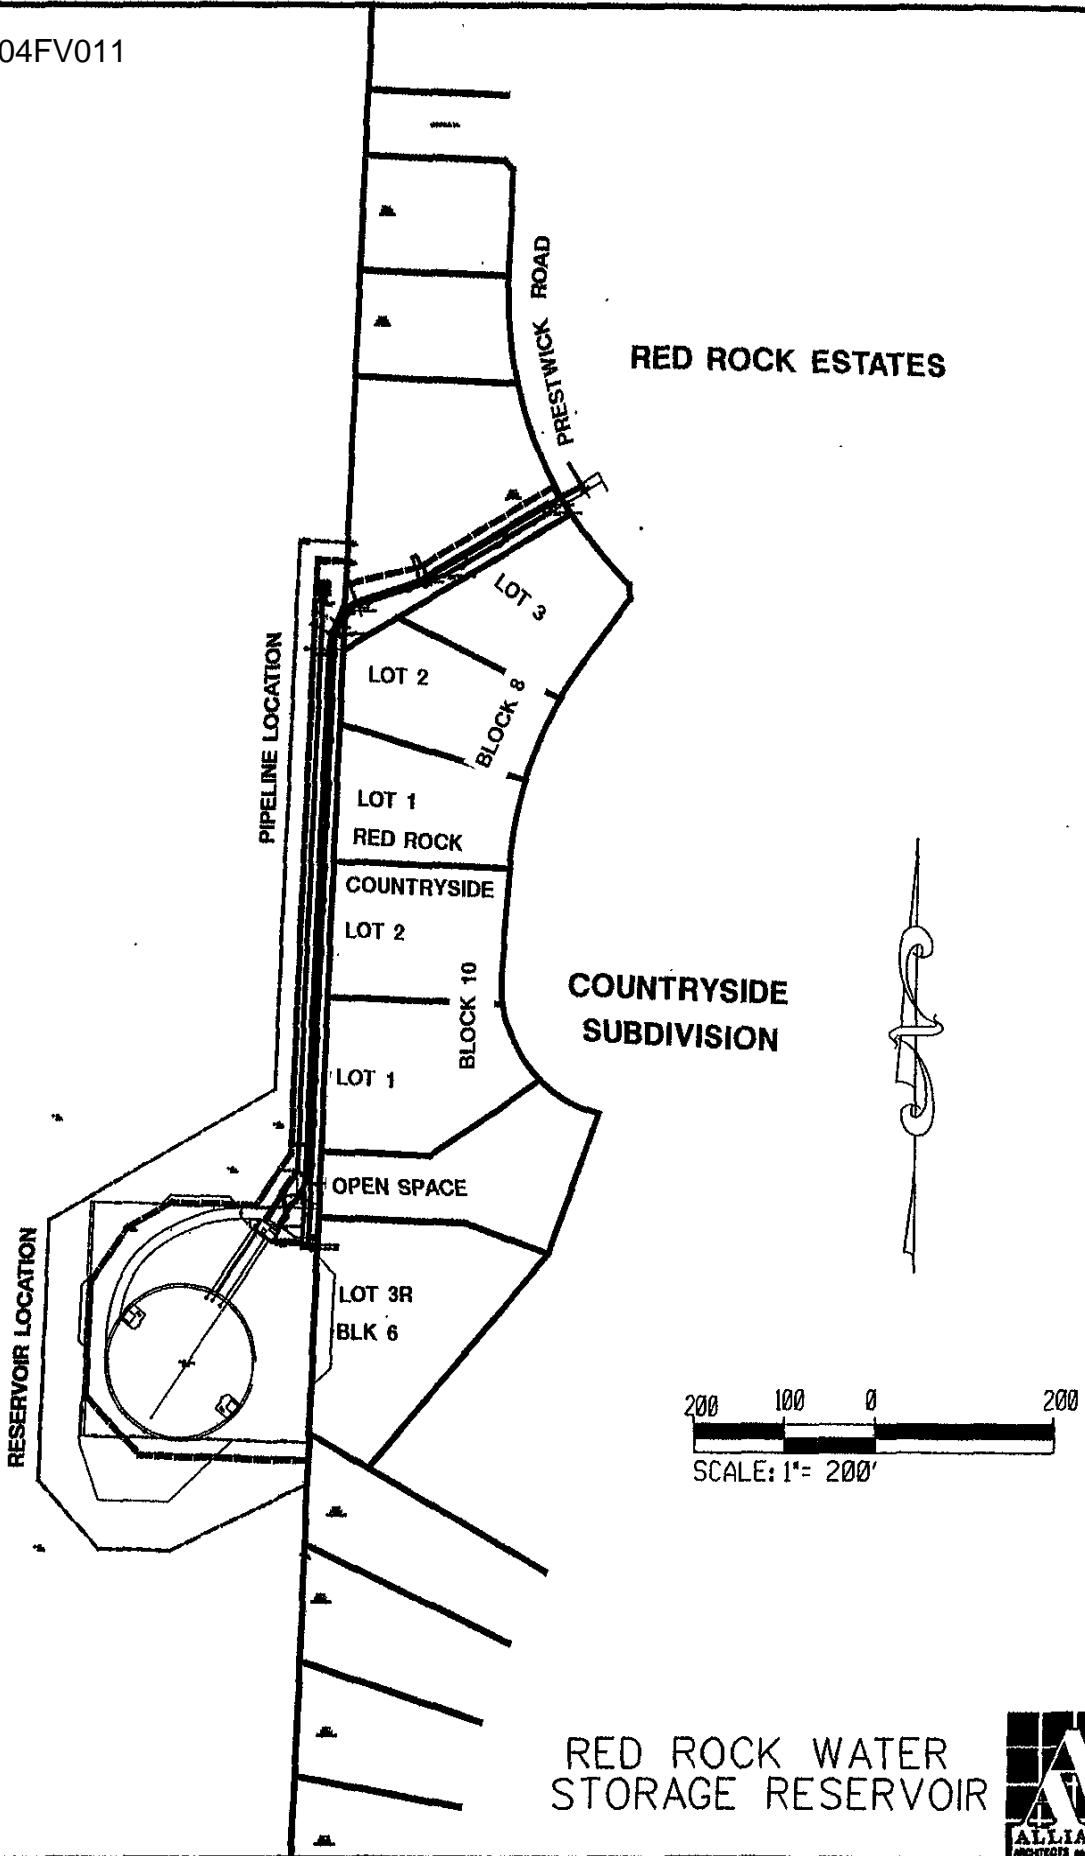 04FV011
PRESTWICK ROAD
RED ROCK ESTATES
LOT 3
LOT 2
BLOCK 8
PIPELINE LOCATION
LOT 1
RED ROCK
COUNTRYSIDE
LOT 2
BLOCK 10
COUNTRYSIDE
SUBDIVISION
LOT 1
OPEN SPACE
RESERVOIR LOCATION
LOT 3R
BLK 6
200 100 0 200
SCALE: 1"= 200'
RED ROCK WATER
STORAGE RESERVOIR
ALLIA
ARCHITECTS